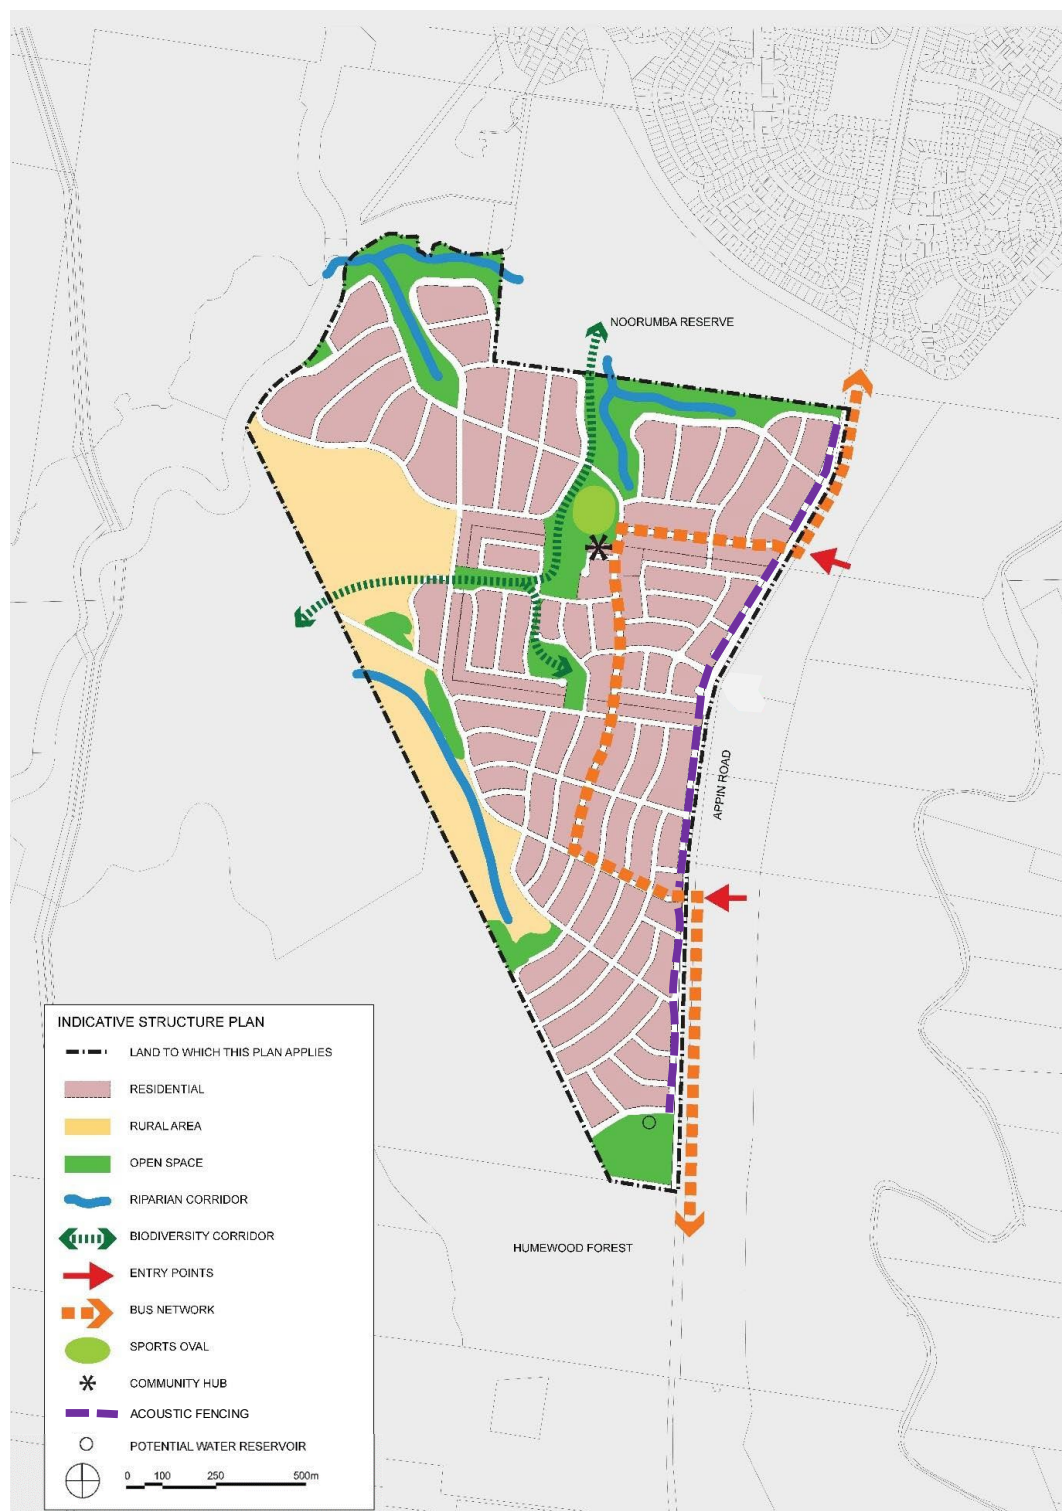 NOORUMBA RESERVE
APPIN ROAD
HUMEWOOD FOREST
INDICATIVE STRUCTURE PLAN
LAND TO WHICH THIS PLAN APPLIES
RESIDENTIAL
RURAL AREA
OPEN SPACE
RIPARIAN CORRIDOR
BIODIVERSITY CORRIDOR
ENTRY POINTS
BUS NETWORK
SPORTS OVAL
COMMUNITY HUB
ACOUSTIC FENCING
POTENTIAL WATER RESERVOIR
0 100 250 500m